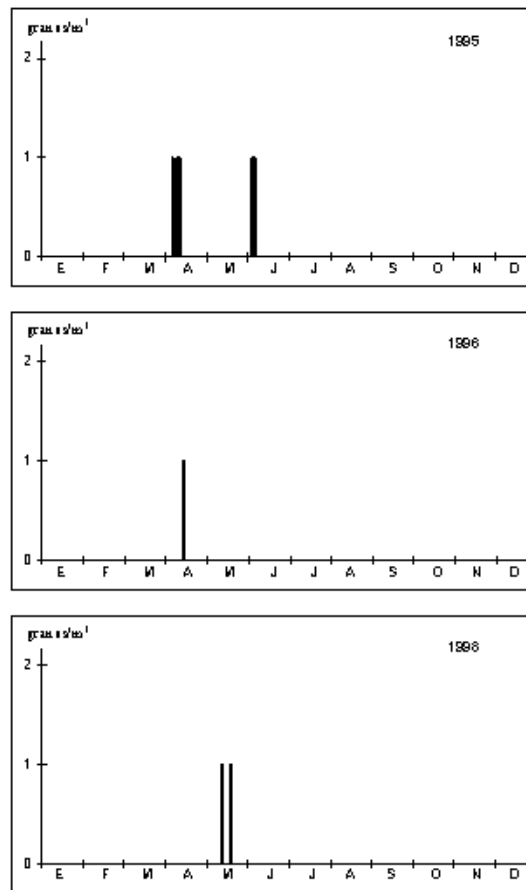 granos/m³
1995
2
1
0
E F M A M J J A S O N D
granos/m³
1996
2
1
0
E F M A M J J A S O N D
granos/m³
1998
2
1
0
E F M A M J J A S O N D